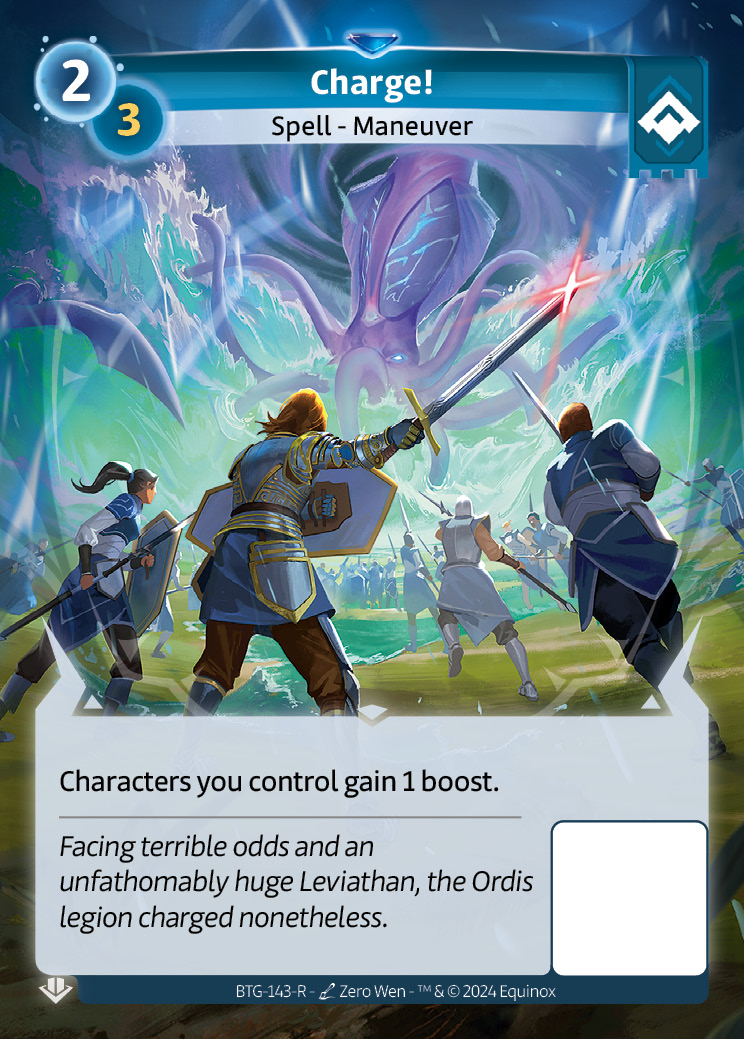 2
3
Charge!
Spell - Maneuver
Characters you control gain 1 boost.
Facing terrible odds and an
unfathomably huge Leviathan, the Ordis
legion charged nonetheless.
BTG-143-R - Zero Wen - ™ & © 2024 Equinox